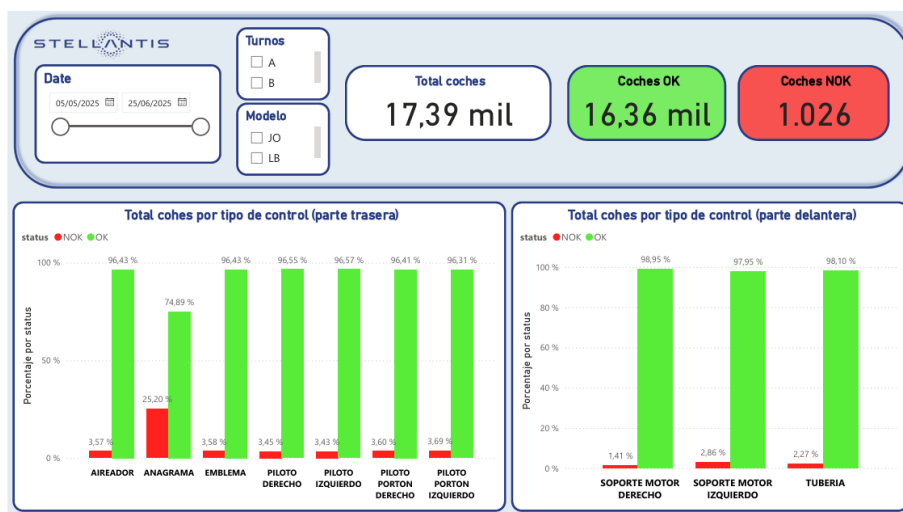 STELLANTIS
Date
05/05/2025 25/06/2025
Turnos
A
B
Modelo
JO
LB
Total coches
17,39 mil
Coches OK
16,36 mil
Coches NOK
1.026
Total cohes por tipo de control (parte trasera)
status NOK OK
Porcentaje por status
100 %
50 %
0 %
96,43 %
74,89 %
96,43 %
96,55 %
96,57 %
96,41 %
96,31 %
3,57 %
25,20 %
3,58 %
3,45 %
3,43 %
3,60 %
3,69 %
AIREADOR
ANAGRAMA
EMBLEMA
PILOTO
DERECHO
PILOTO
IZQUIERDO
PILOTO
PORTON
DERECHO
PILOTO
PORTON
IZQUIERDO
Total cohes por tipo de control (parte delantera)
status NOK OK
Porcentaje por status
100 %
80 %
60 %
40 %
20 %
0 %
98,95 %
97,95 %
98,10 %
1,41 %
2,86 %
2,27 %
SOPORTE MOTOR
DERECHO
SOPORTE MOTOR
IZQUIERDO
TUBERIA